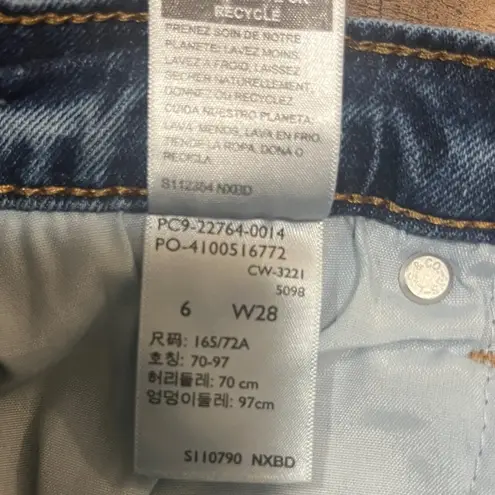 RECYCLE
PRENEZ SOIN DE NOTRE
PLANETE: LAVEZ MOINS,
LAVEZ A FROID, LAISSEZ
SECHER NATURELLEMENT,
DONNEZ OU RECYCLEZ
CUIDA NUESTRO PLANETA:
LAVA MENOS, LAVA EN FRIO,
TIENDE LA ROPA, DONA O
RECICLA.
S112354 NXBD
PC9-22764-0014
PO-4100516772
CW-3221
5098
6 W28
尺码: 165/72A
호칭: 70-97
허리둘레: 70 cm
엉덩이둘레: 97cm
S110790 NXBD